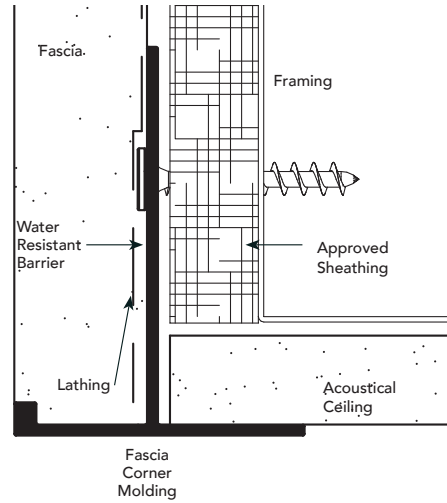 Fascia
Framing
Water
Resistant
Barrier
Approved
Sheathing
Lathing
Acoustical
Ceiling
Fascia
Corner
Molding